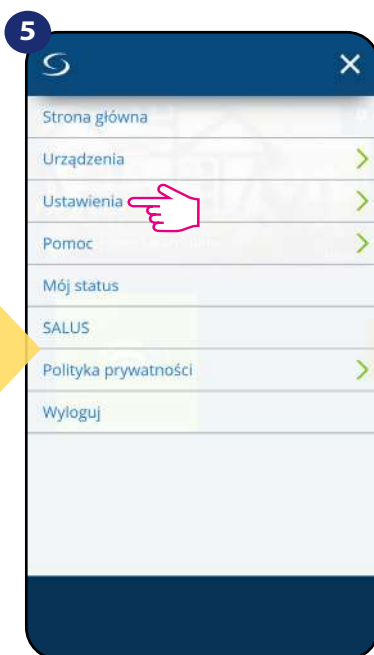 5
Strona główna
Urządzenia
Ustawienia
Pomoc
Mój status
SALUS
Polityka prywatności
Wyloguj